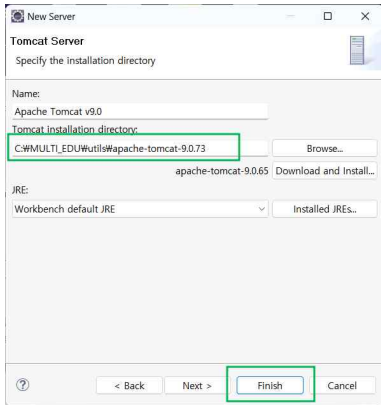 New Server
Tomcat Server
Specify the installation directory
Name:
Apache Tomcat v9.0
Tomcat installation directory:
C:₩MULTI_EDU₩utils₩apache-tomcat-9.0.73 Browse...
apache-tomcat-9.0.65 Download and Install...
JRE:
Workbench default JRE Installed JREs...
? < Back Next > Finish Cancel